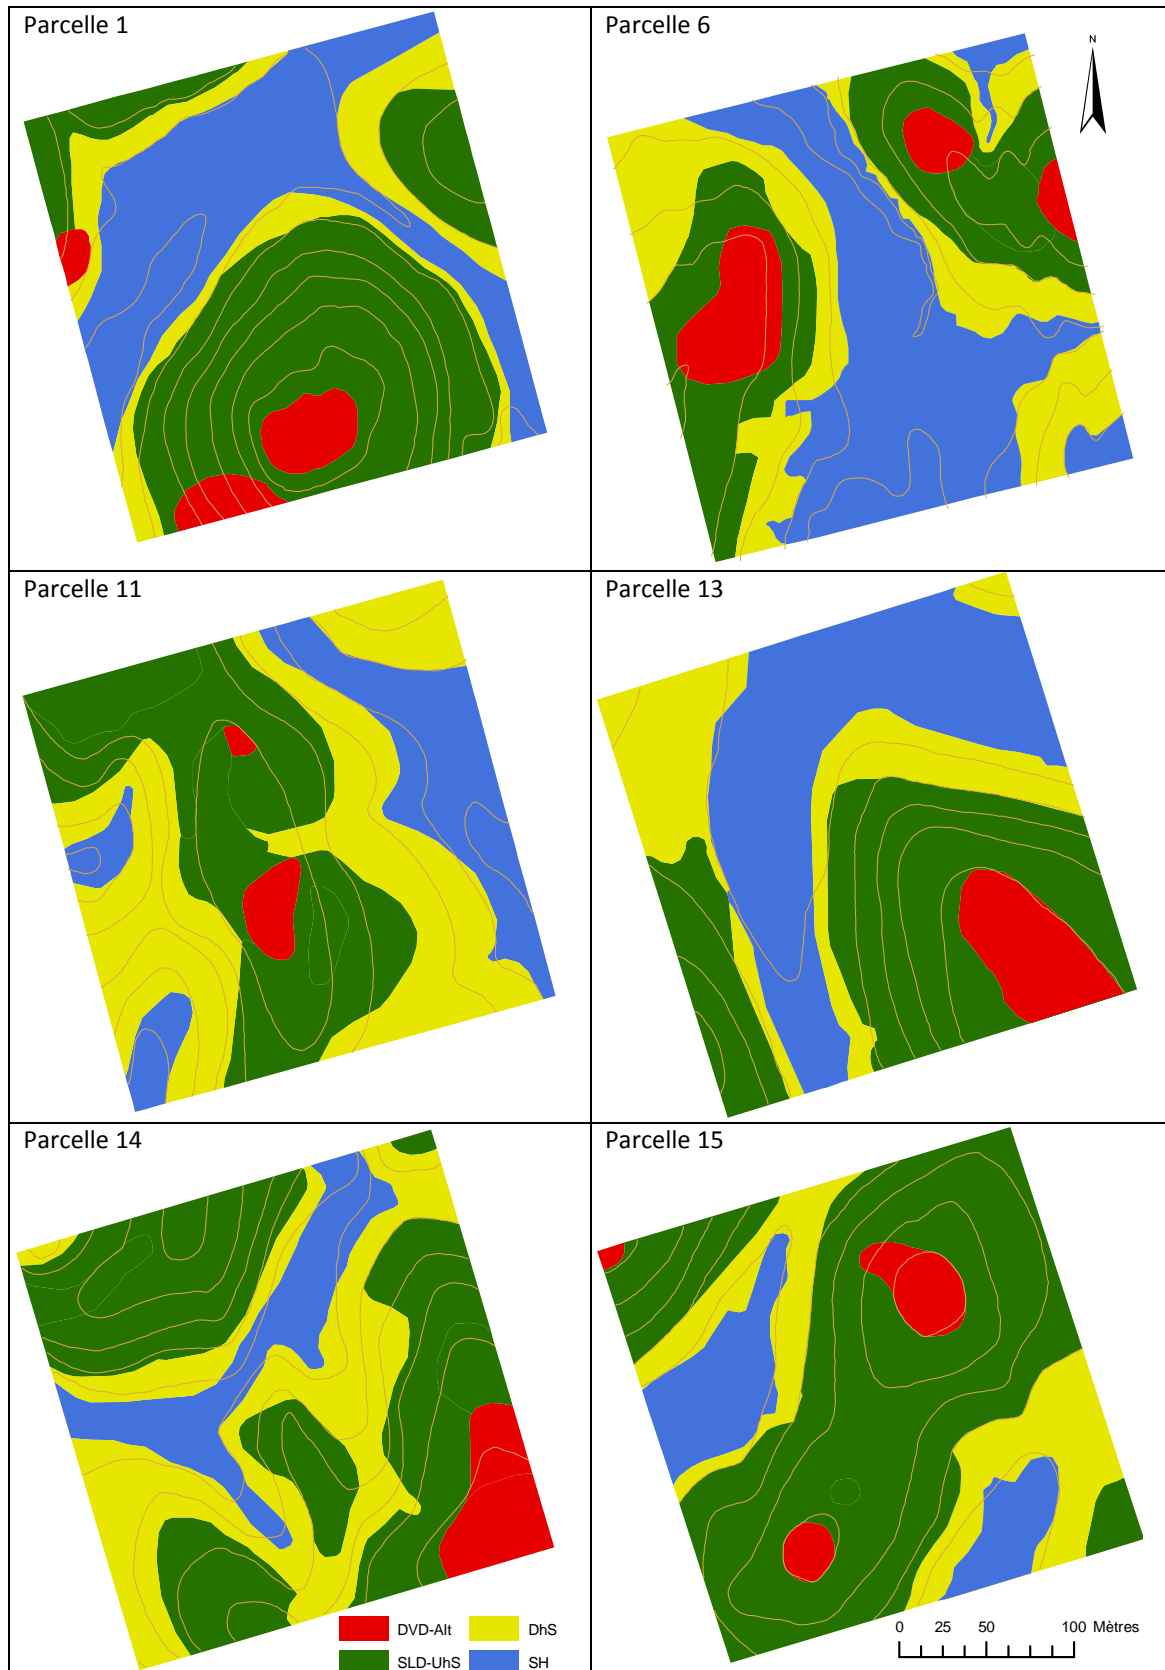 Parcelle 1
Parcelle 6
N
Parcelle 11
Parcelle 13
Parcelle 14
Parcelle 15
DVD-Alt DhS
SLD-UhS SH
0 25 50 100 Mètres